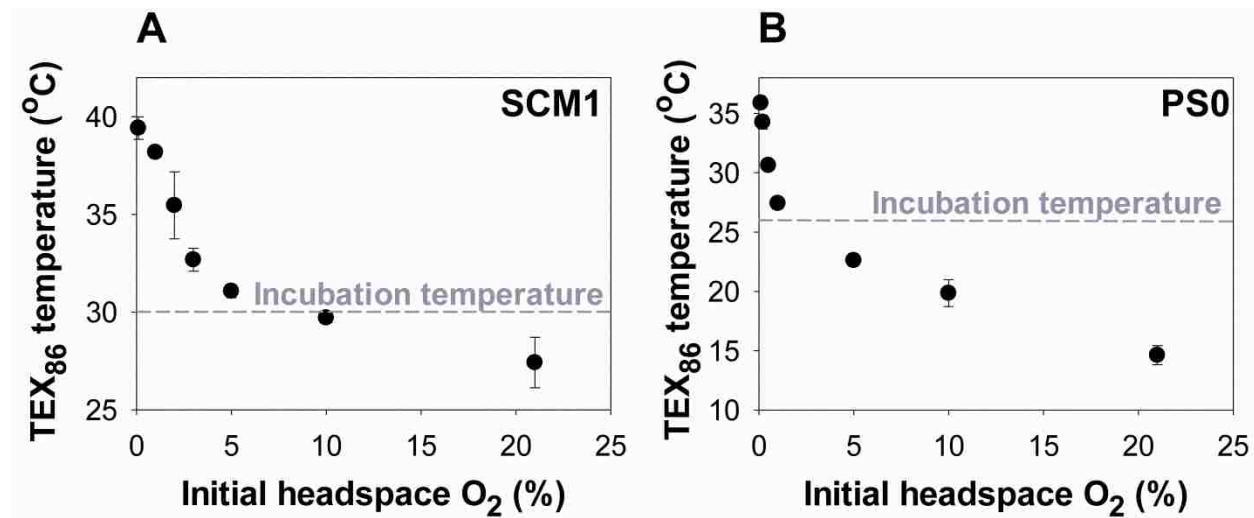 A
SCM1
TEX₈₆ temperature (°C)
40
35
30
25
Incubation temperature
0 5 10 15 20 25
Initial headspace O₂ (%)
B
PS0
TEX₈₆ temperature (°C)
35
30
25
20
15
10
Incubation temperature
0 5 10 15 20 25
Initial headspace O₂ (%)